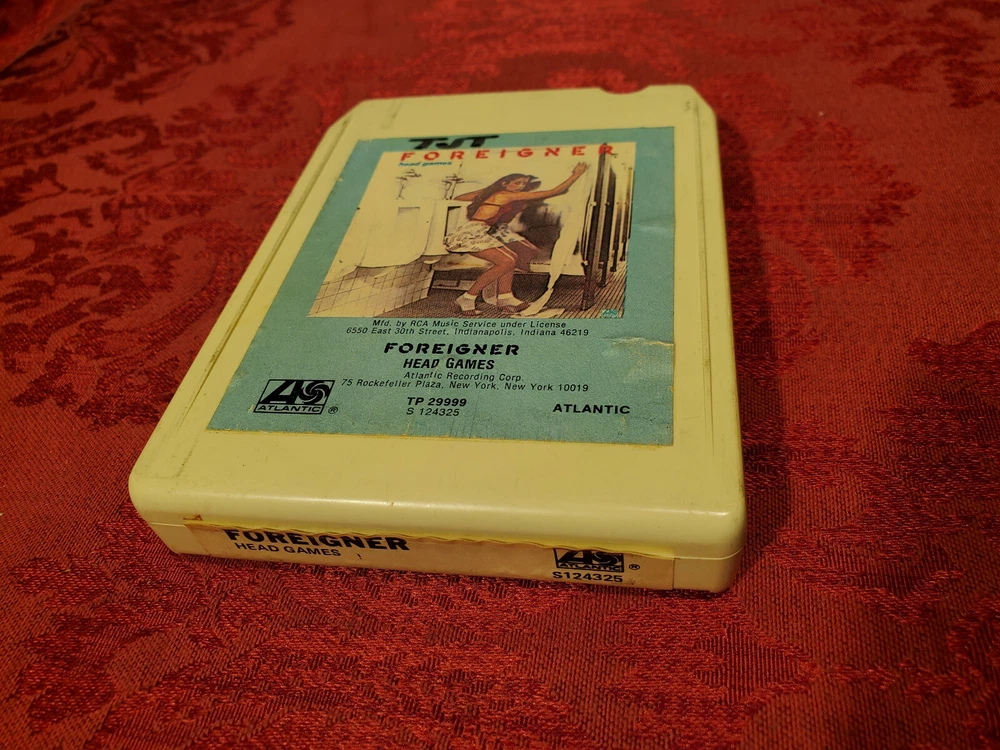 FOREIGNER
head games
Mfd. by RCA Music Service under License
6550 East 30th Street, Indianapolis, Indiana 46219
FOREIGNER
HEAD GAMES
Atlantic Recording Corp.
75 Rockefeller Plaza, New York, New York 10019
ATLANTIC ®
TP 29999
S 124325
ATLANTIC
FOREIGNER
HEAD GAMES
ATLANTIC ®
S124325